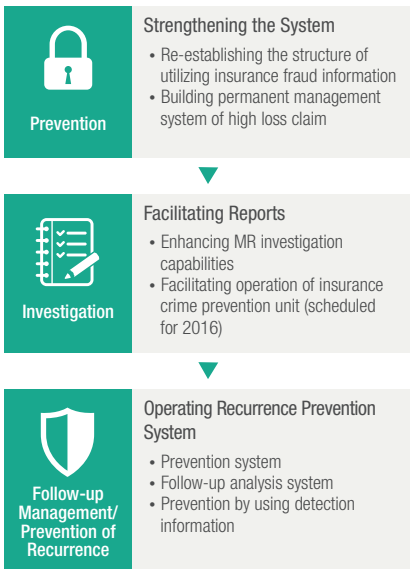 Prevention
Strengthening the System
• Re-establishing the structure of
utilizing insurance fraud information
• Building permanent management
system of high loss claim
Investigation
Facilitating Reports
• Enhancing MR investigation
capabilities
• Facilitating operation of insurance
crime prevention unit (scheduled
for 2016)
Follow-up
Management/
Prevention of
Recurrence
Operating Recurrence Prevention
System
• Prevention system
• Follow-up analysis system
• Prevention by using detection
information